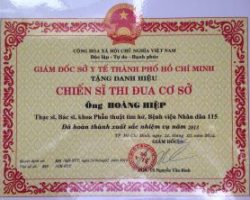 CỘNG HÒA XÃ HỘI CHỦ NGHĨA VIỆT NAM
Độc lập - Tự do - Hạnh phúc
GIÁM ĐỐC SỞ Y TẾ THÀNH PHỐ HỒ CHÍ MINH
TẶNG DANH HIỆU
CHIẾN SĨ THI ĐUA CƠ SỞ
Ông HOÀNG HIỆP
Thạc sĩ, Bác sĩ, khoa Phẫu thuật tim hở, Bệnh viện Nhân dân 115
Đã hoàn thành xuất sắc nhiệm vụ năm
GIÁM ĐỐC